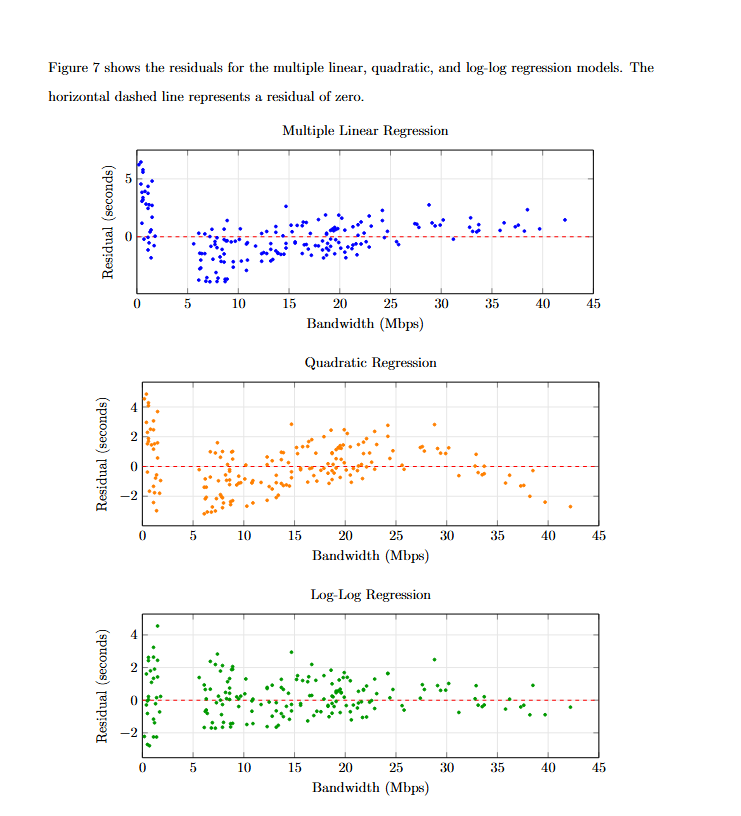 Figure 7 shows the residuals for the multiple linear, quadratic, and log-log regression models. The
horizontal dashed line represents a residual of zero.
Multiple Linear Regression
Residual (seconds)
5
0
0 5 10 15 20 25 30 35 40 45
Bandwidth (Mbps)
Quadratic Regression
Residual (seconds)
4
2
0
−2
0 5 10 15 20 25 30 35 40 45
Bandwidth (Mbps)
Log-Log Regression
Residual (seconds)
4
2
0
−2
0 5 10 15 20 25 30 35 40 45
Bandwidth (Mbps)